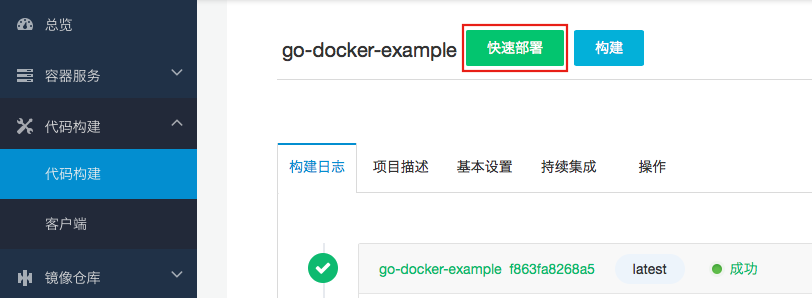 总览
容器服务
代码构建
代码构建
客户端
镜像仓库
go-docker-example 快速部署 构建
构建日志 项目描述 基本设置 持续集成 操作
go-docker-example f863fa8268a5 latest 成功